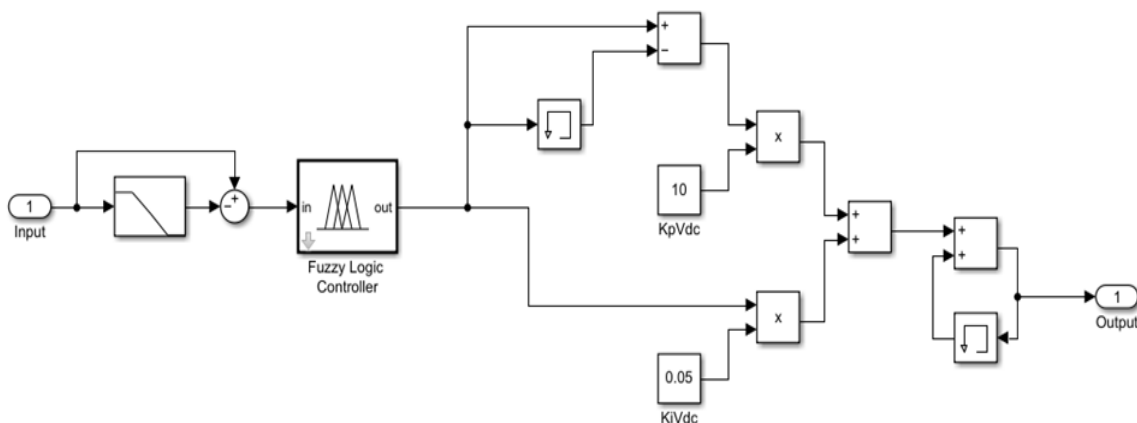 1
Input
in
out
Fuzzy Logic
Controller
+
−
+
−
10
KpVdc
x
0.05
KiVdc
x
+
+
+
+
1
Output